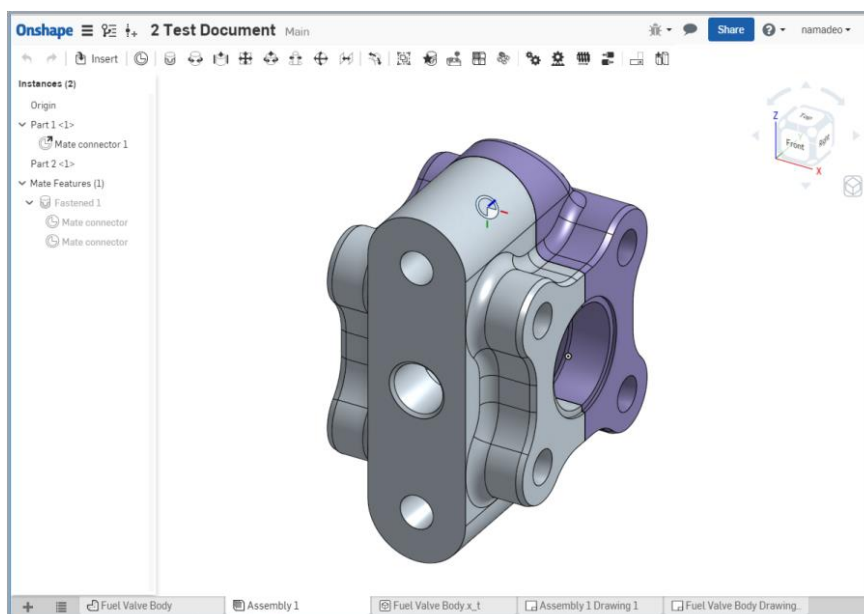 Onshape 2 Test Document Main Share namadeo
Insert
Instances (2)
Origin
Part 1 <1>
Mate connector 1
Part 2 <1>
Mate Features (1)
Fastened 1
Mate connector
Mate connector
Z
Top
Front
Right
X
Fuel Valve Body Assembly 1 Fuel Valve Body.x_t Assembly 1 Drawing 1 Fuel Valve Body Drawing..